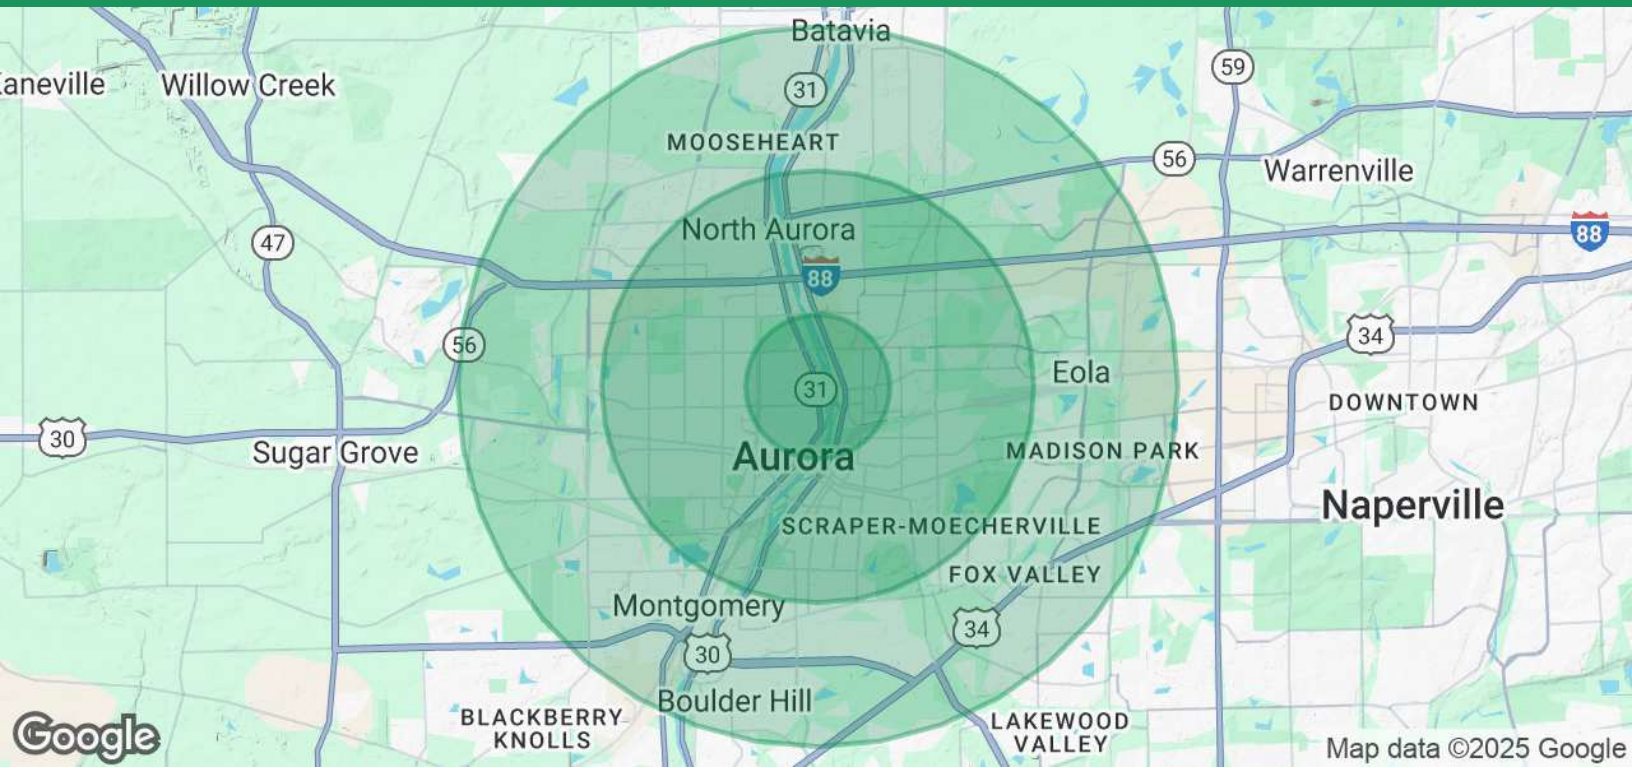 Batavia
59
aneville
Willow Creek
31
MOOSEHEART
56
Warrenville
North Aurora
47
88
88
56
34
31
Eola
DOWNTOWN
30
Sugar Grove
Aurora
MADISON PARK
Naperville
SCRAPER-MOECHERVILLE
FOX VALLEY
Montgomery
34
30
Boulder Hill
BLACKBERRY
KNOLLS
LAKEWOOD
VALLEY
Google
Map data ©2025 Google